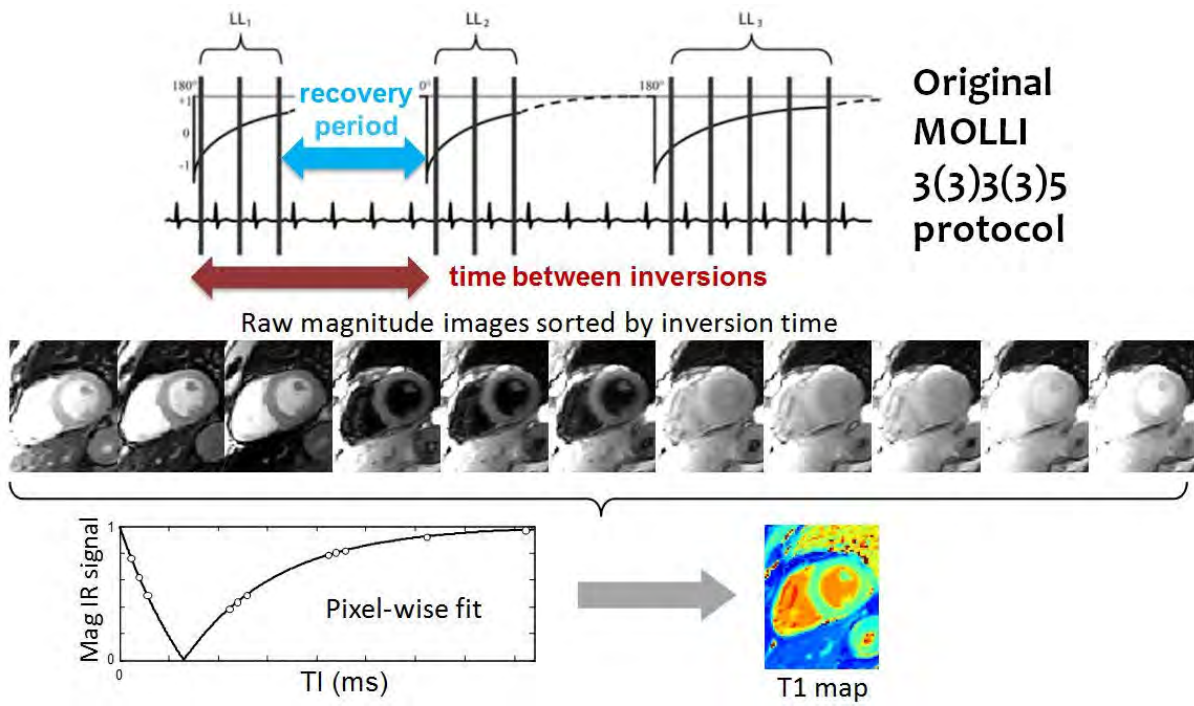 LL1
LL2
LL3
180°
0°
180°
+1
0
-1
recovery
period
Original
MOLLI
3(3)3(3)5
protocol
time between inversions
Raw magnitude images sorted by inversion time
1
Mag IR signal
0
0
Pixel-wise fit
TI (ms)
T1 map